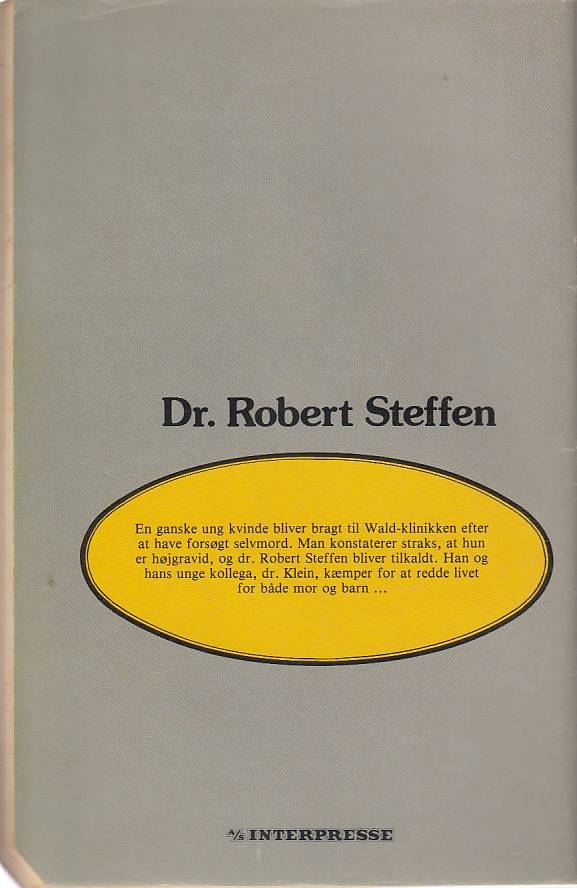 Dr. Robert Steffen
En ganske ung kvinde bliver bragt til Wald-klinikken efter
at have forsøgt selvmord. Man konstaterer straks, at hun
er højgravid, og dr. Robert Steffen bliver tilkaldt. Han og
hans unge kollega, dr. Klein, kæmper for at redde livet
for både mor og barn ...
A/S INTERPRESSE